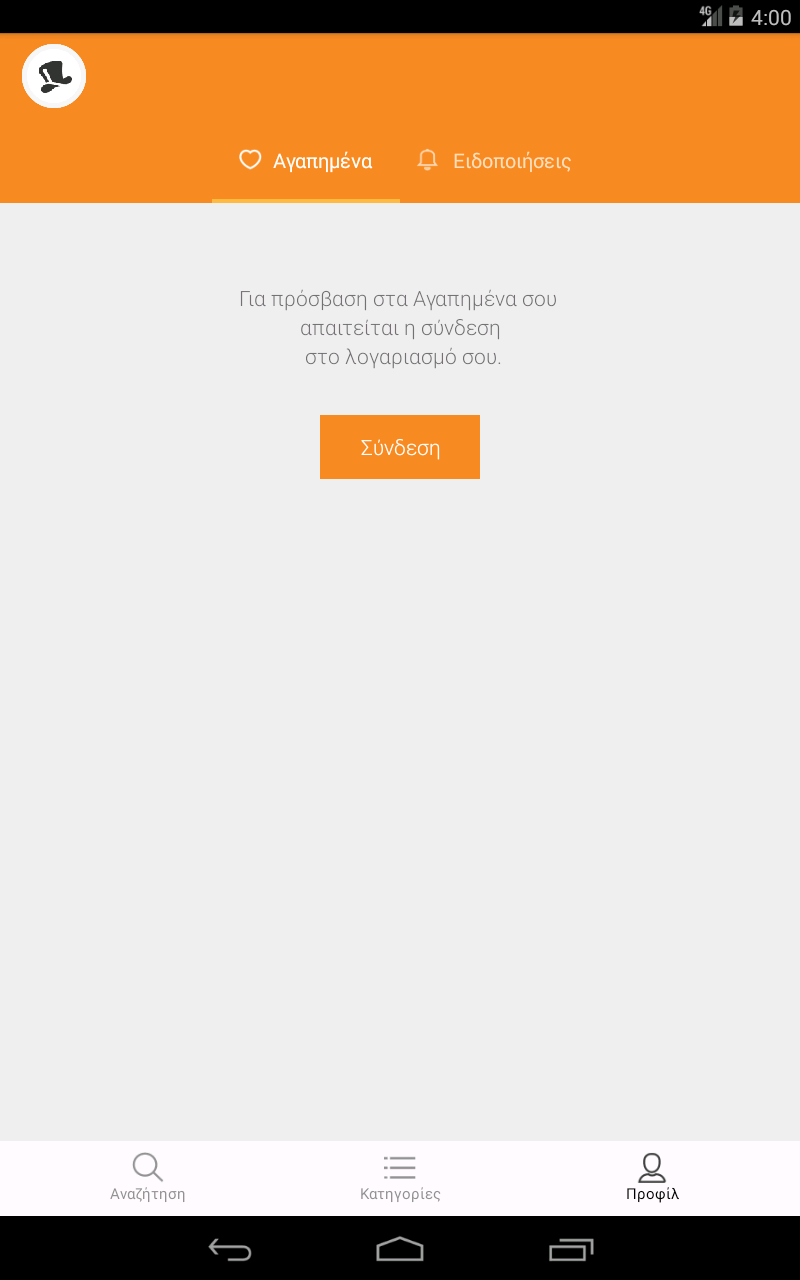 4G 4:00
Αγαπημένα Ειδοποιήσεις
Για πρόσβαση στα Αγαπημένα σου
απαιτείται η σύνδεση
στο λογαριασμό σου.
Σύνδεση
Αναζήτηση Κατηγορίες Προφίλ